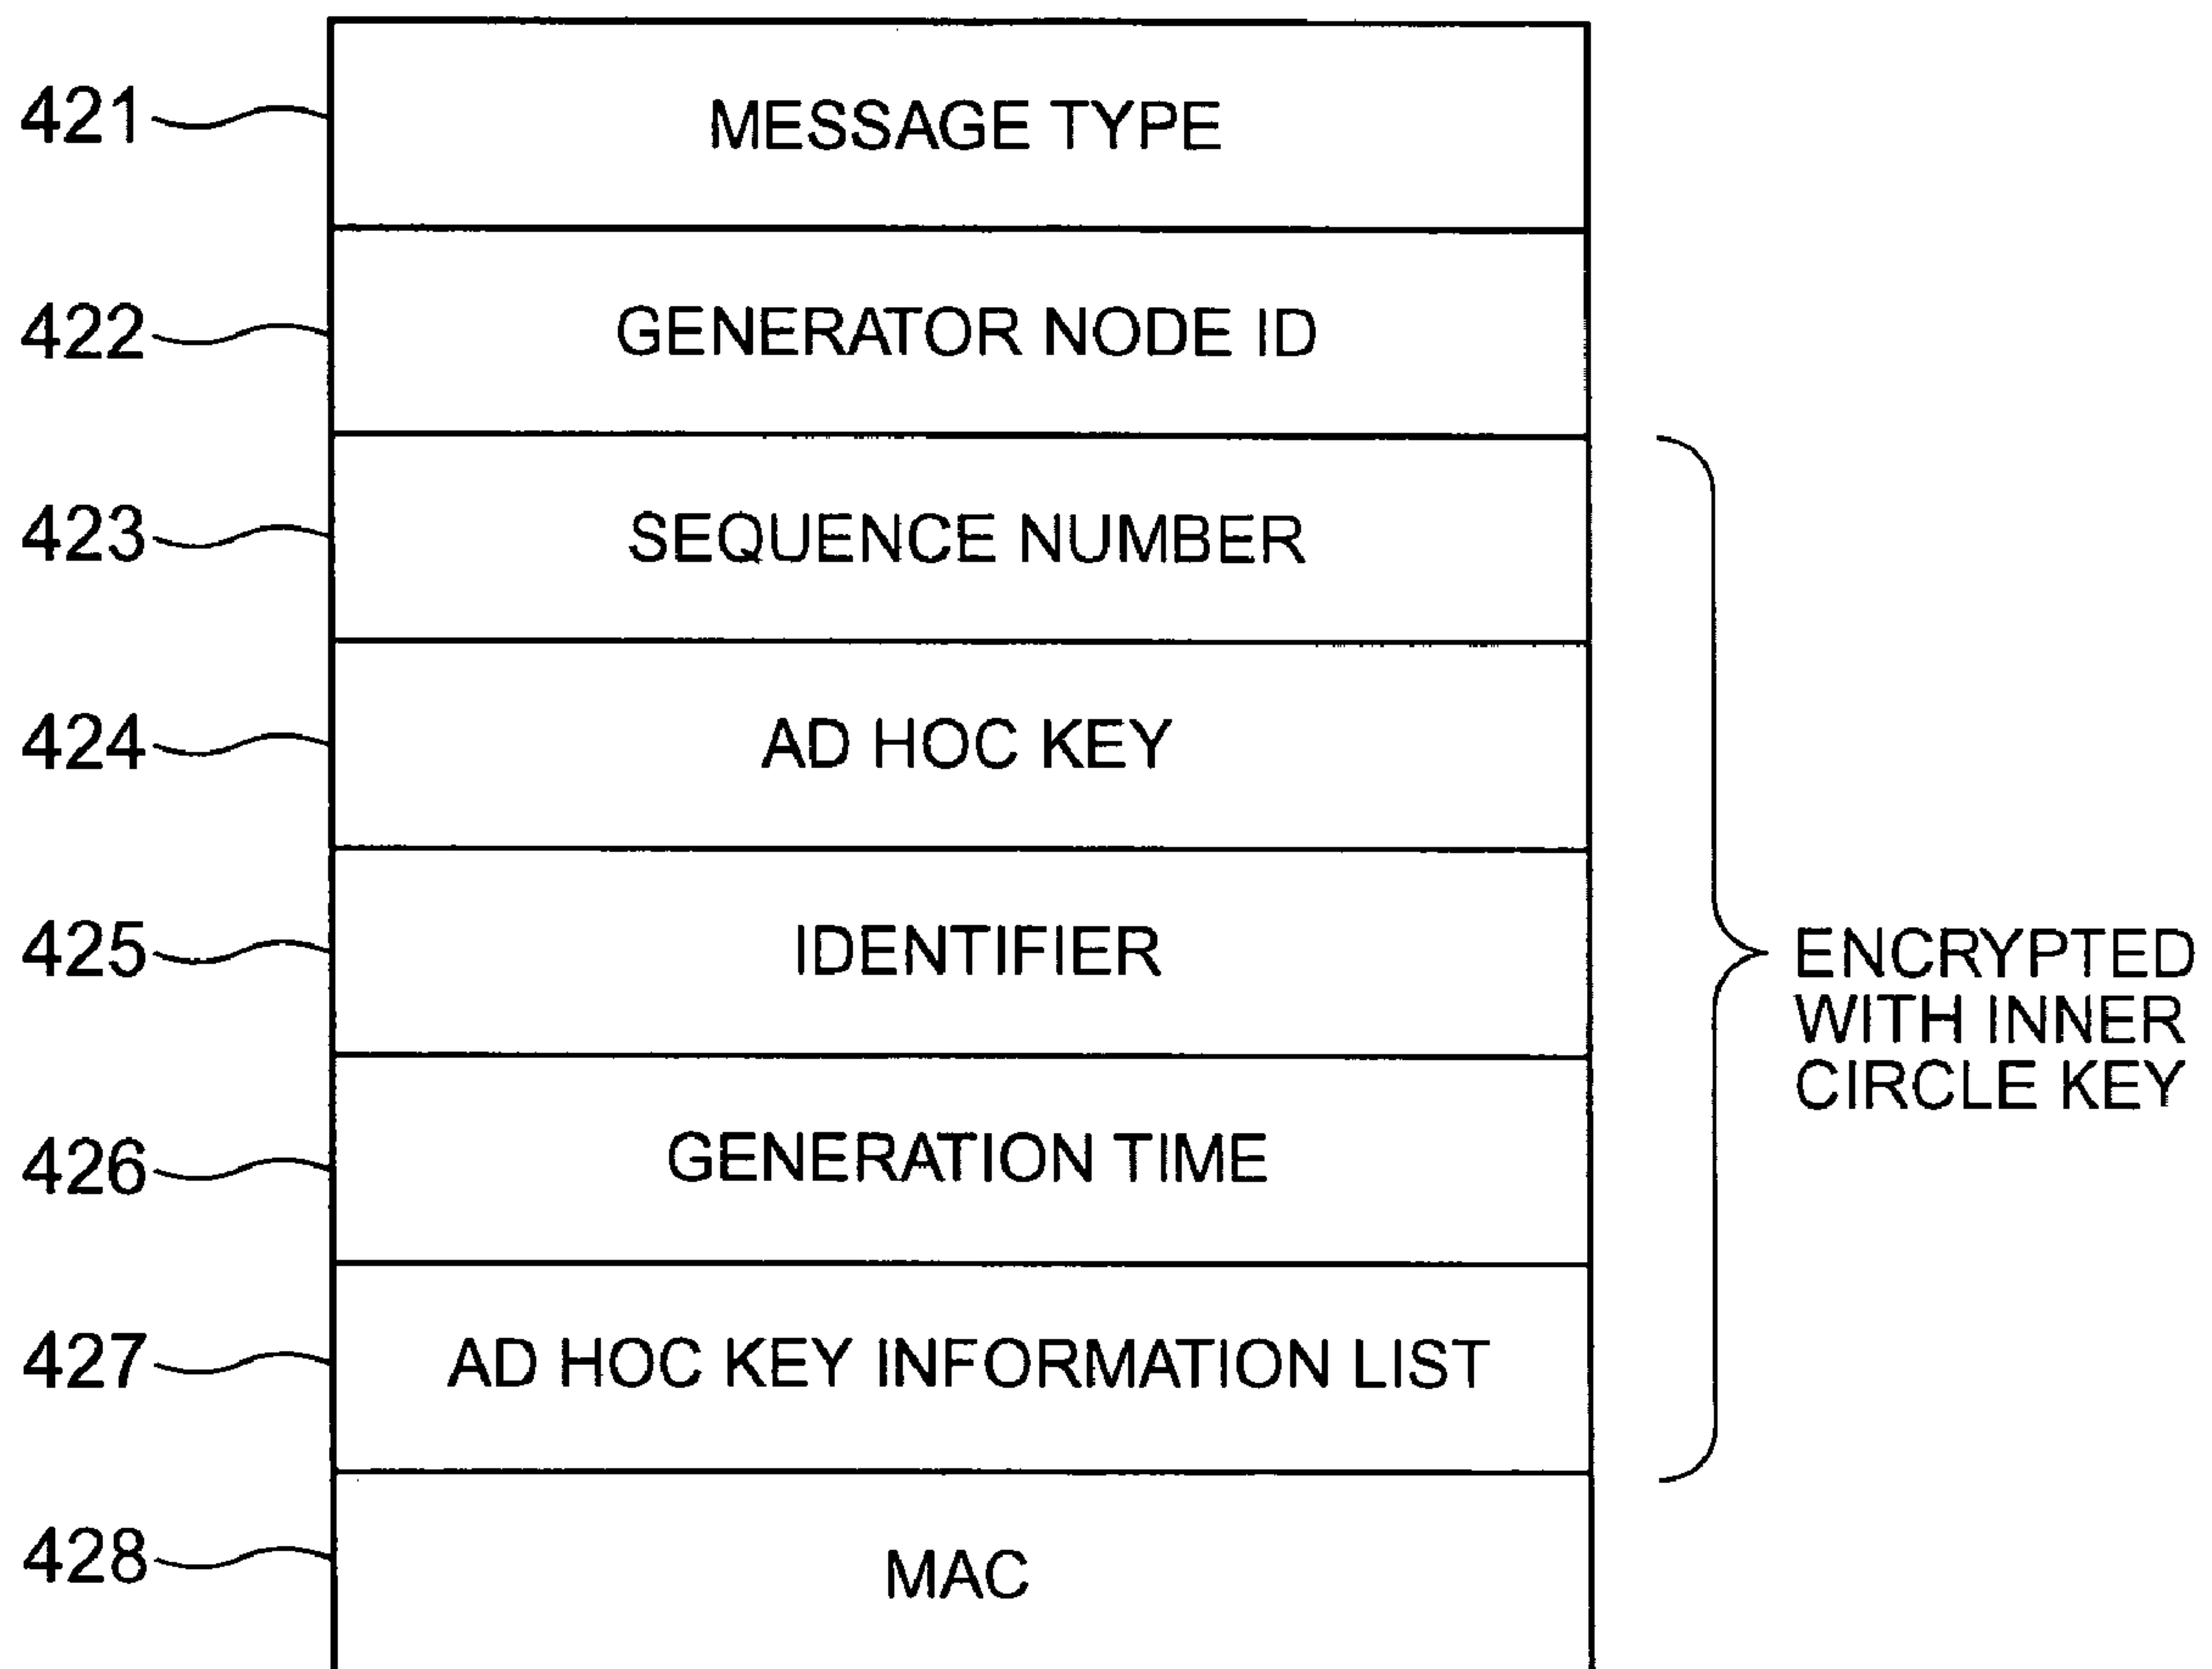 421 MESSAGE TYPE
422 GENERATOR NODE ID
423 SEQUENCE NUMBER
424 AD HOC KEY
425 IDENTIFIER
426 GENERATION TIME
427 AD HOC KEY INFORMATION LIST
428 MAC
ENCRYPTED
WITH INNER
CIRCLE KEY